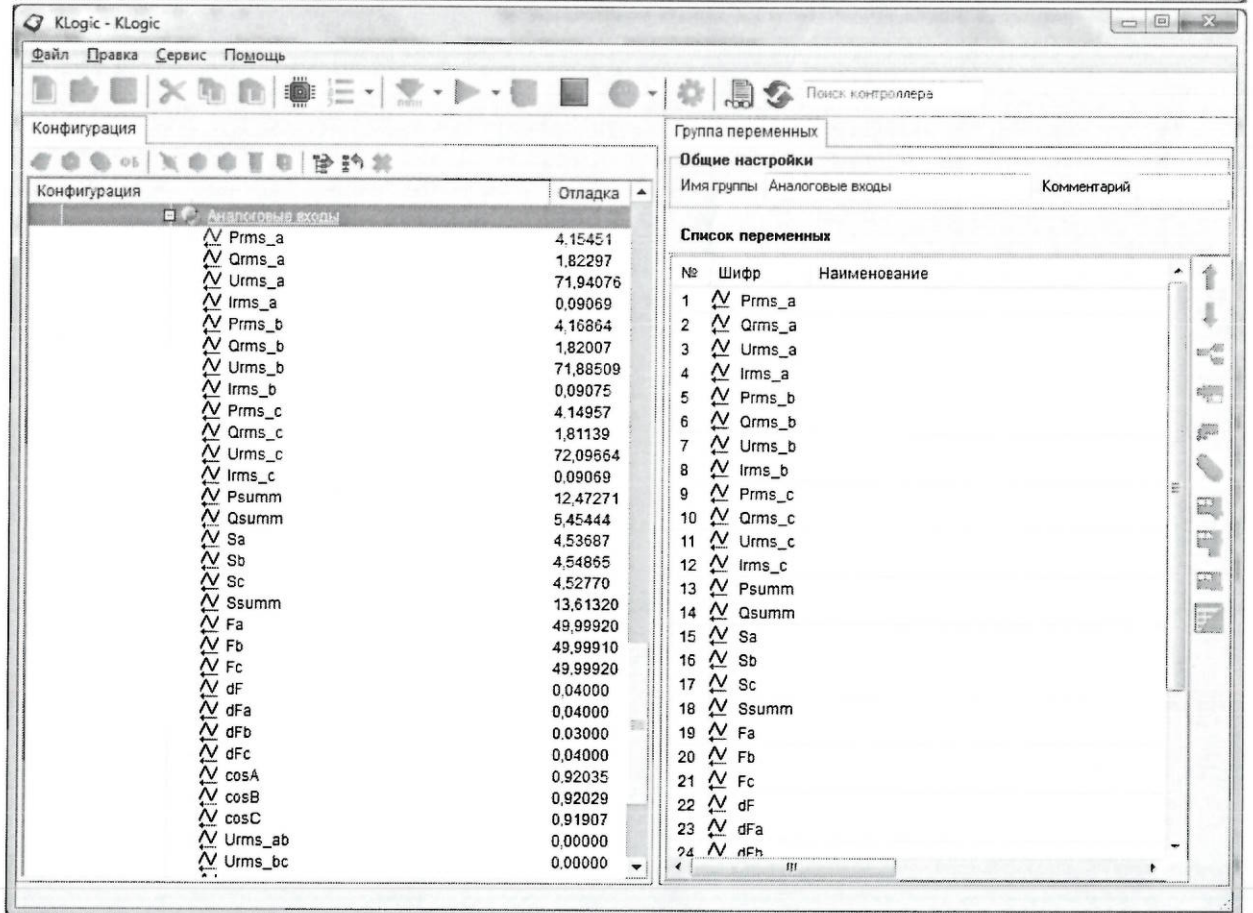 KLogic - KLogic
Файл Правка Сервис Помощь
Поиск контроллера
Конфигурация
Конфигурация Отладка
Аналоговые входы
Prms_a 4,15451
Qrms_a 1,82297
Urms_a 71,94076
Irms_a 0,09069
Prms_b 4,16864
Qrms_b 1,82007
Urms_b 71,88509
Irms_b 0,09075
Prms_c 4,14957
Qrms_c 1,81139
Urms_c 72,09664
Irms_c 0,09069
Psumm 12,47271
Qsumm 5,45444
Sa 4,53687
Sb 4,54865
Sc 4,52770
Ssumm 13,61320
Fa 49,99920
Fb 49,99910
Fc 49,99920
dF 0,04000
dFa 0,04000
dFb 0,03000
dFc 0,04000
cosA 0,92035
cosB 0,92029
cosC 0,91907
Urms_ab 0,00000
Urms_bc 0,00000
Группа переменных
Общие настройки
Имя группы Аналоговые входы Комментарий
Список переменных
№ Шифр Наименование
1 Prms_a
2 Qrms_a
3 Urms_a
4 Irms_a
5 Prms_b
6 Qrms_b
7 Urms_b
8 Irms_b
9 Prms_c
10 Qrms_c
11 Urms_c
12 Irms_c
13 Psumm
14 Qsumm
15 Sa
16 Sb
17 Sc
18 Ssumm
19 Fa
20 Fb
21 Fc
22 dF
23 dFa
24 dFb